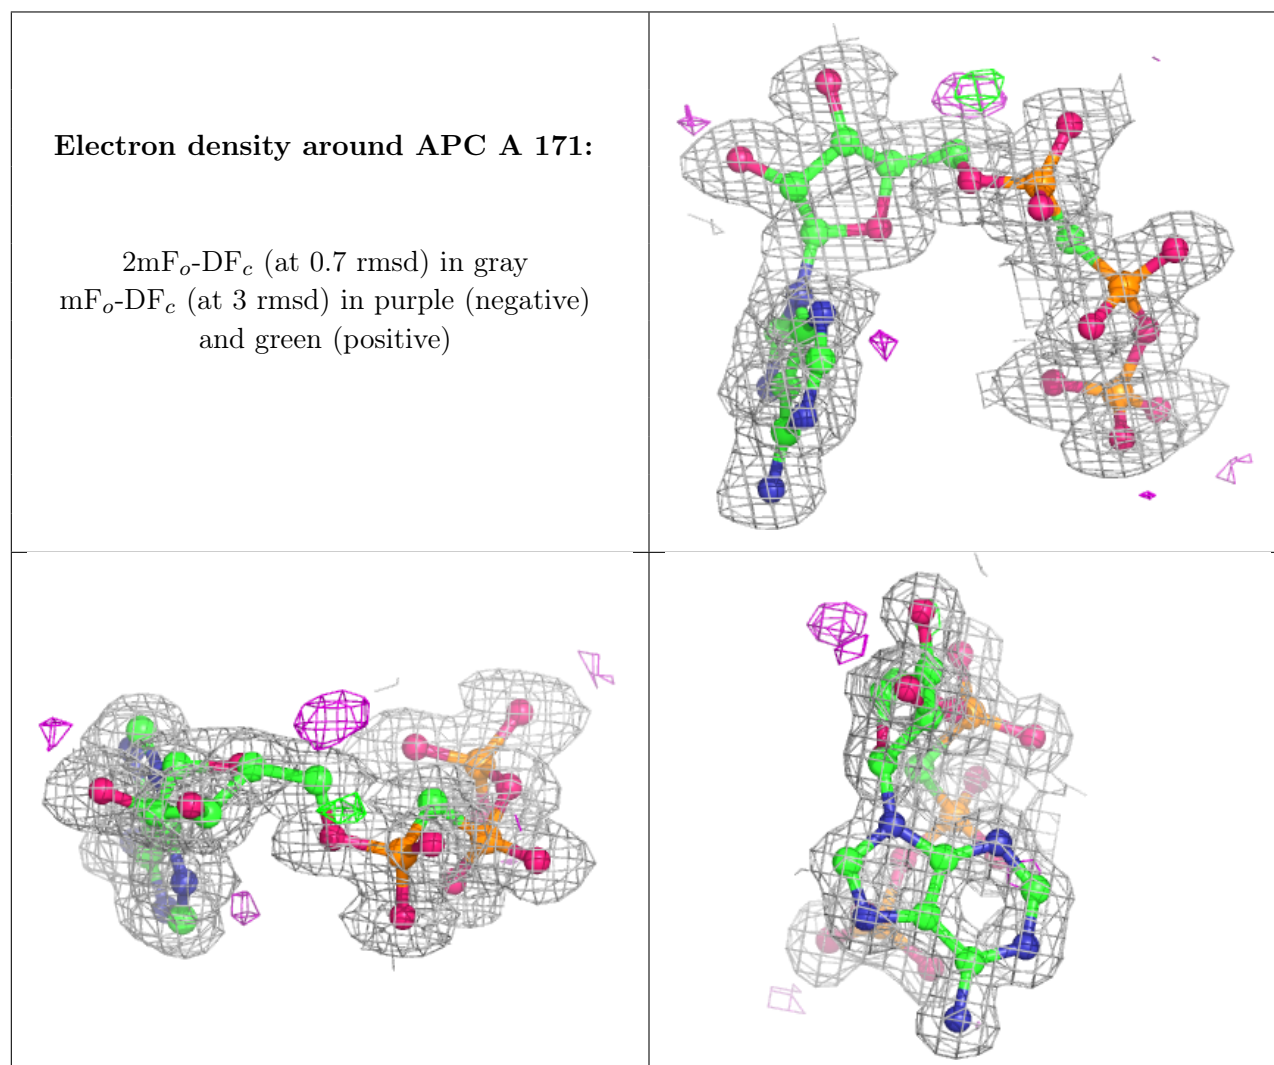 Electron density around APC A 171:
2mFo-DFc (at 0.7 rmsd) in gray
mFo-DFc (at 3 rmsd) in purple (negative)
and green (positive)